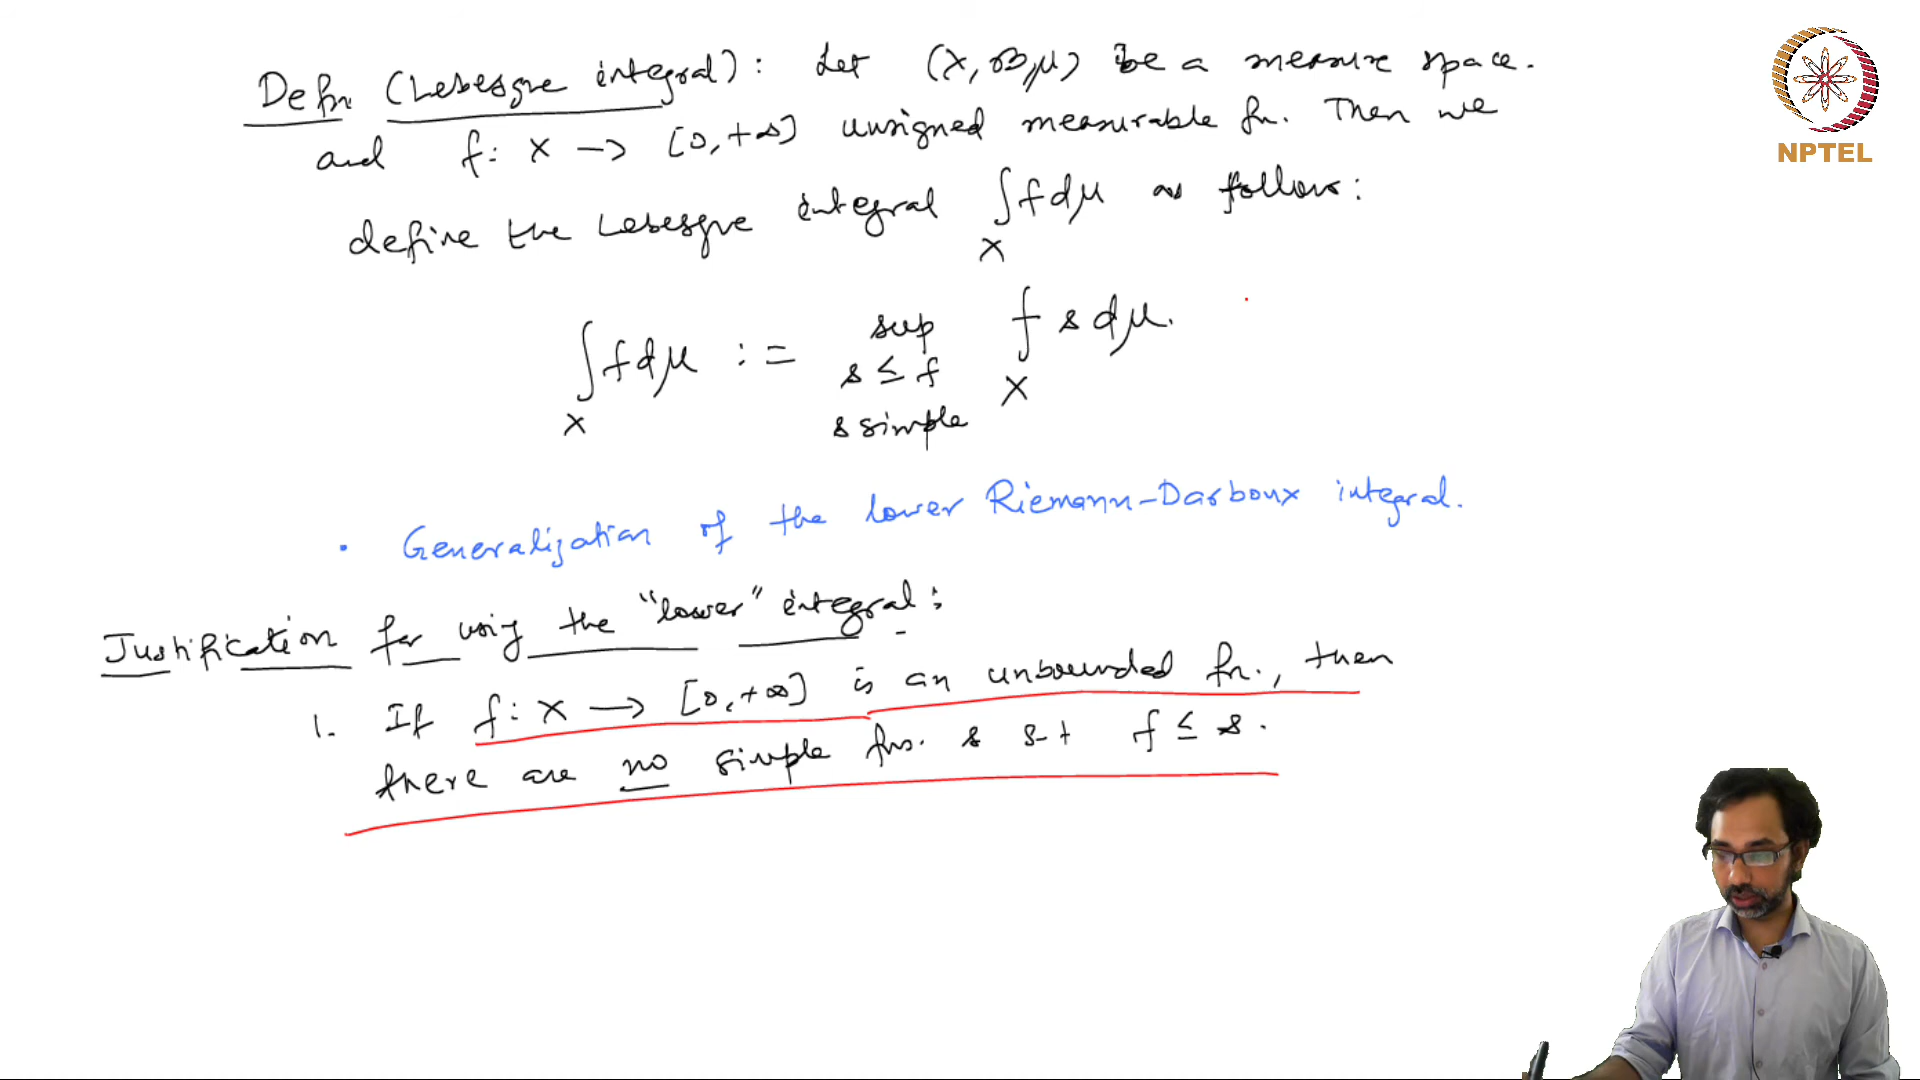 Defn (Lebesgue integral): Let (X, B, μ) be a measure space.
and f: X → [0, +∞] unsigned measurable fn. Then we
define the Lebesgue integral ∫_X f dμ as follows:
∫_X f dμ := sup_{s ≤ f, s simple} ∫_X s dμ.
• Generalization of the lower Riemann-Darboux integral.
Justification for using the "lower" integral:
1. If f: X → [0, +∞] is an unbounded fn., then
there are no simple fns. s s.t f ≤ s.
NPTEL